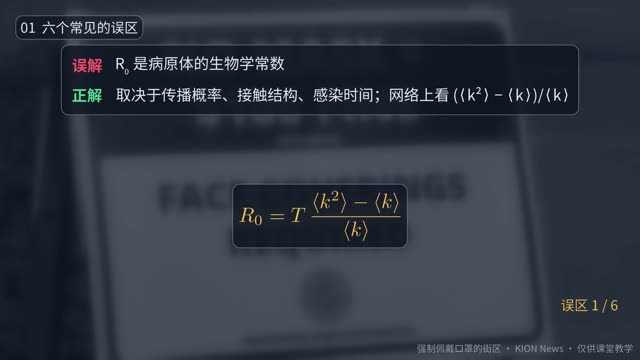 01 六个常见的误区
误解 R₀ 是病原体的生物学常数
正解 取决于传播概率、接触结构、感染时间；网络上看 (⟨k²⟩ − ⟨k⟩)/⟨k⟩
FACE COVERINGS
R₀ = T (⟨k²⟩ − ⟨k⟩)/⟨k⟩
误区 1 / 6
强制佩戴口罩的街区 · KION News · 仅供课堂教学